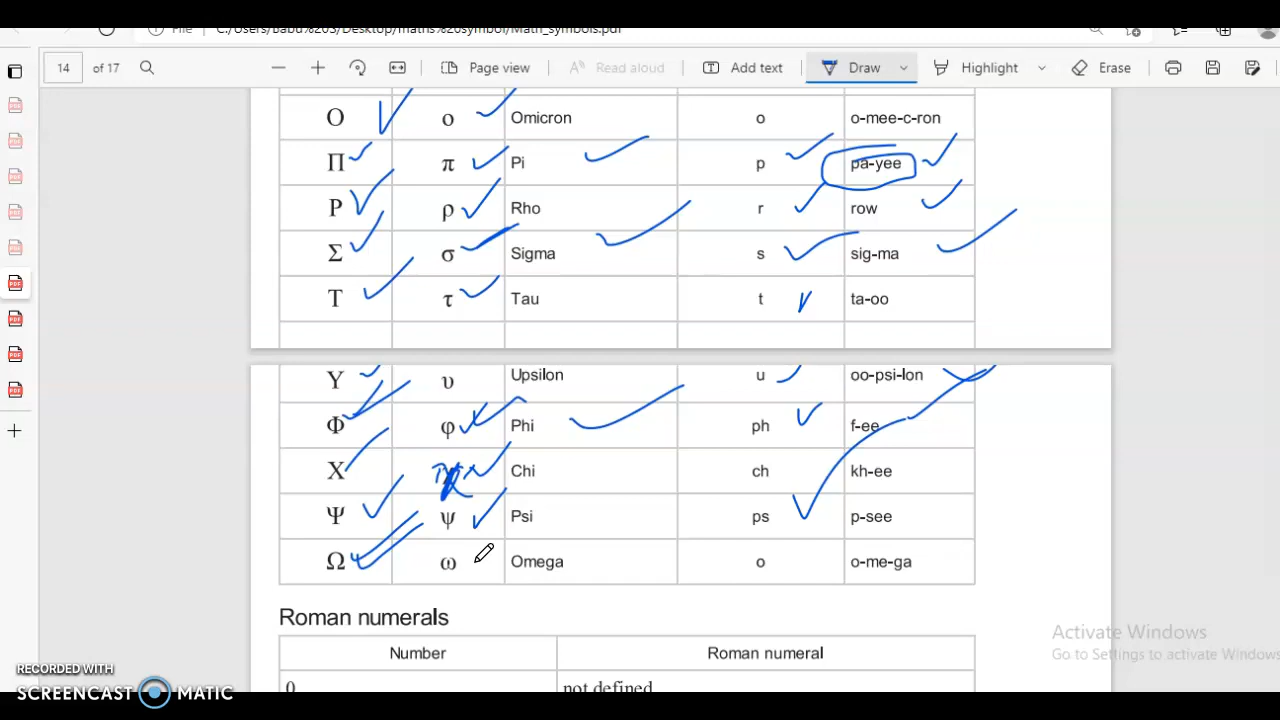 File | C:/Users/Babu%20S/Desktop/maths%20symbol/Math_symbols.pdf
14 of 17 Page view Read aloud Add text Draw Highlight Erase
Ο ο Omicron o o-mee-c-ron
Π π Pi p pa-yee
Ρ ρ Rho r row
Σ σ Sigma s sig-ma
Τ τ Tau t ta-oo
Υ υ Upsilon u oo-psi-lon
Φ φ Phi ph f-ee
Χ Chi ch kh-ee
Ψ ψ Psi ps p-see
Ω ω Omega o o-me-ga
Roman numerals
Number Roman numeral
0 not defined
Activate Windows
Go to Settings to activate Windows
RECORDED WITH
SCREENCAST MATIC